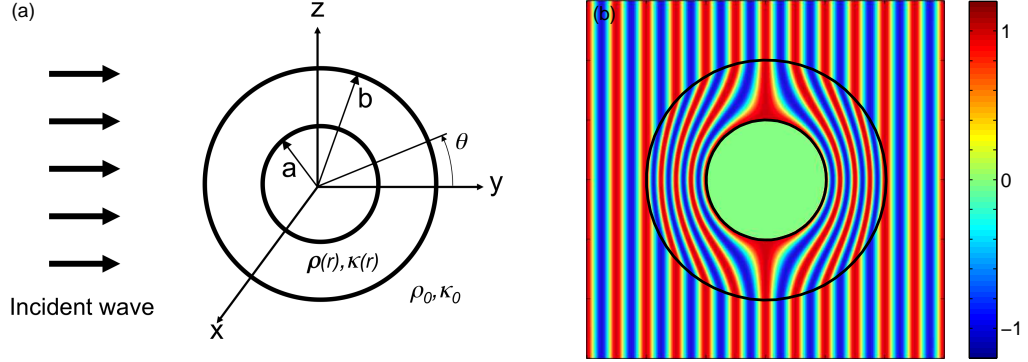 (a)
z
b
θ
a
y
ρ(r),κ(r)
ρ0,κ0
Incident wave
x
(b)
1
0
−1